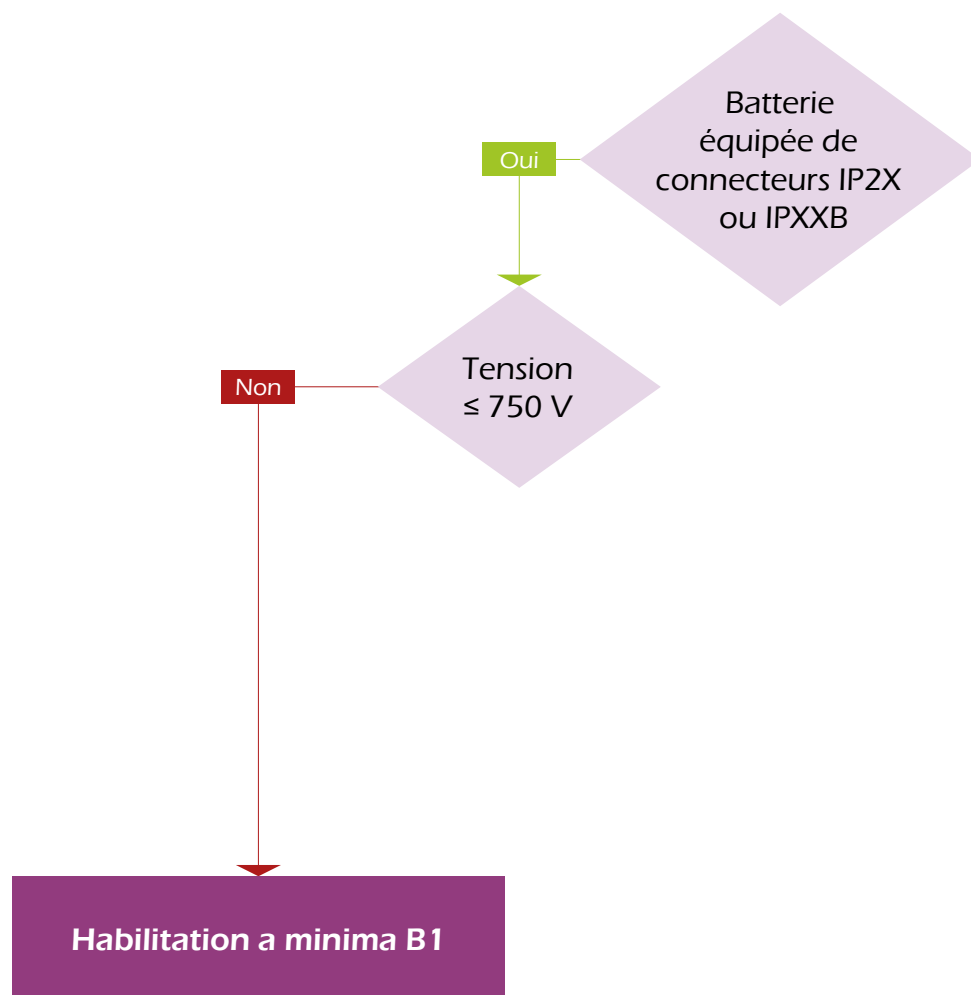 Batterie
équipée de
connecteurs IP2X
ou IPXXB
Oui
Tension
≤ 750 V
Non
Habilitation a minima B1